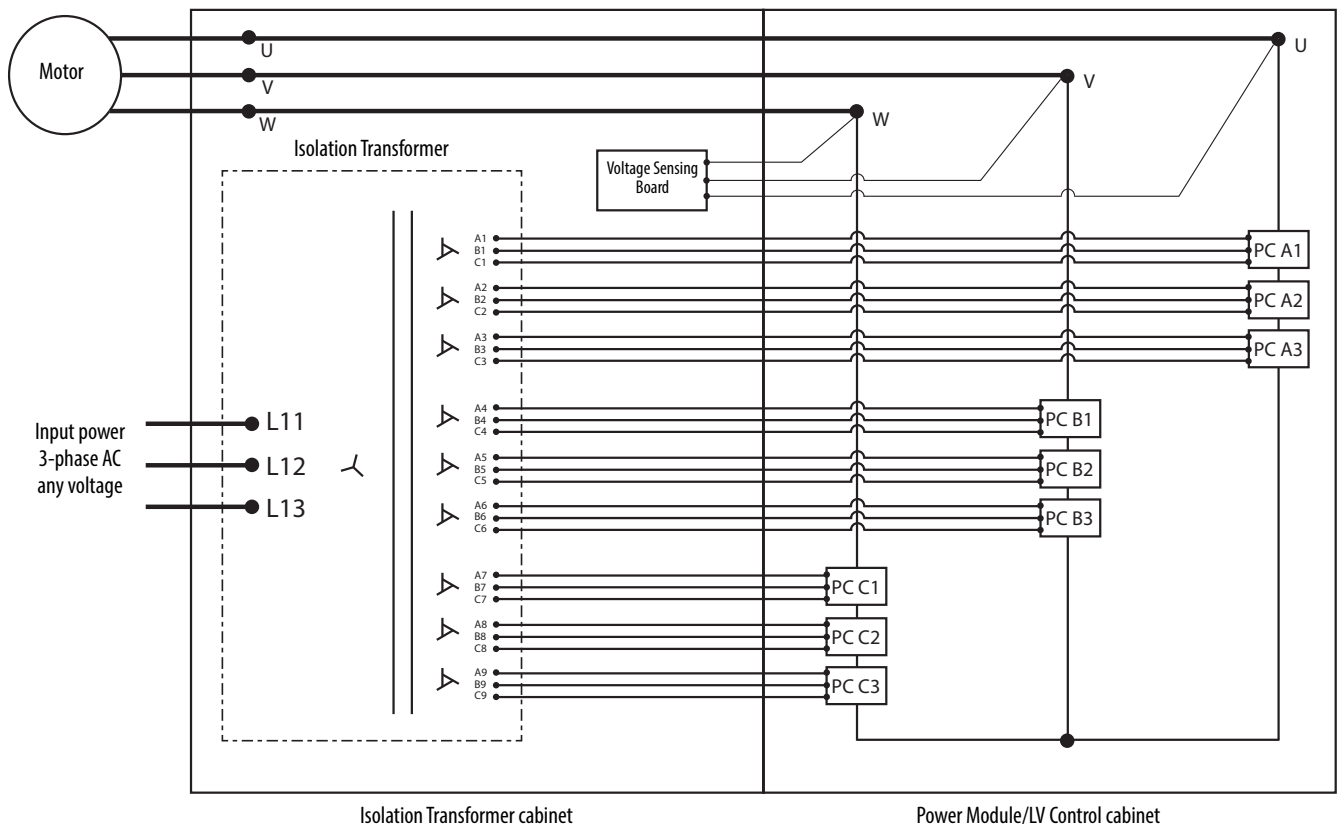 Motor
U
V
W
U
V
W
Isolation Transformer
Voltage Sensing
Board
A1
B1
C1
PC A1
A2
B2
C2
PC A2
A3
B3
C3
PC A3
A4
B4
C4
PC B1
A5
B5
C5
PC B2
A6
B6
C6
PC B3
A7
B7
C7
PC C1
A8
B8
C8
PC C2
A9
B9
C9
PC C3
Input power
3-phase AC
any voltage
L11
L12
L13
Isolation Transformer cabinet
Power Module/LV Control cabinet